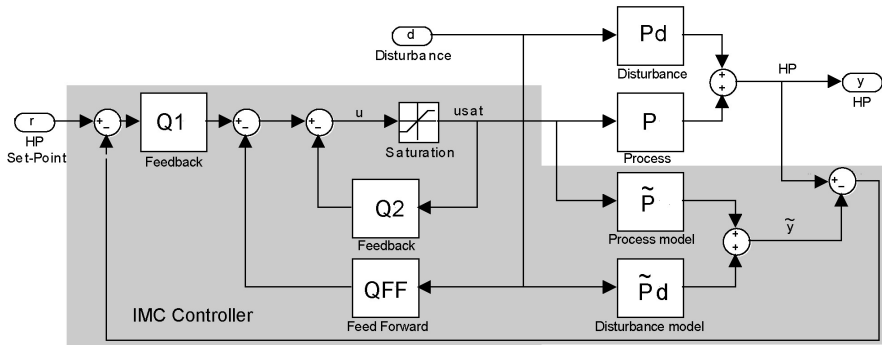 d
Disturbance
Pd
Disturbance
+
+
HP
y
HP
r
HP
Set-Point
+
-
Q1
Feedback
+
-
+
-
u
Saturation
usat
P
Process
Q2
Feedback
P̃
Process model
+
+
ỹ
+
-
QFF
Feed Forward
P̃d
Disturbance model
IMC Controller